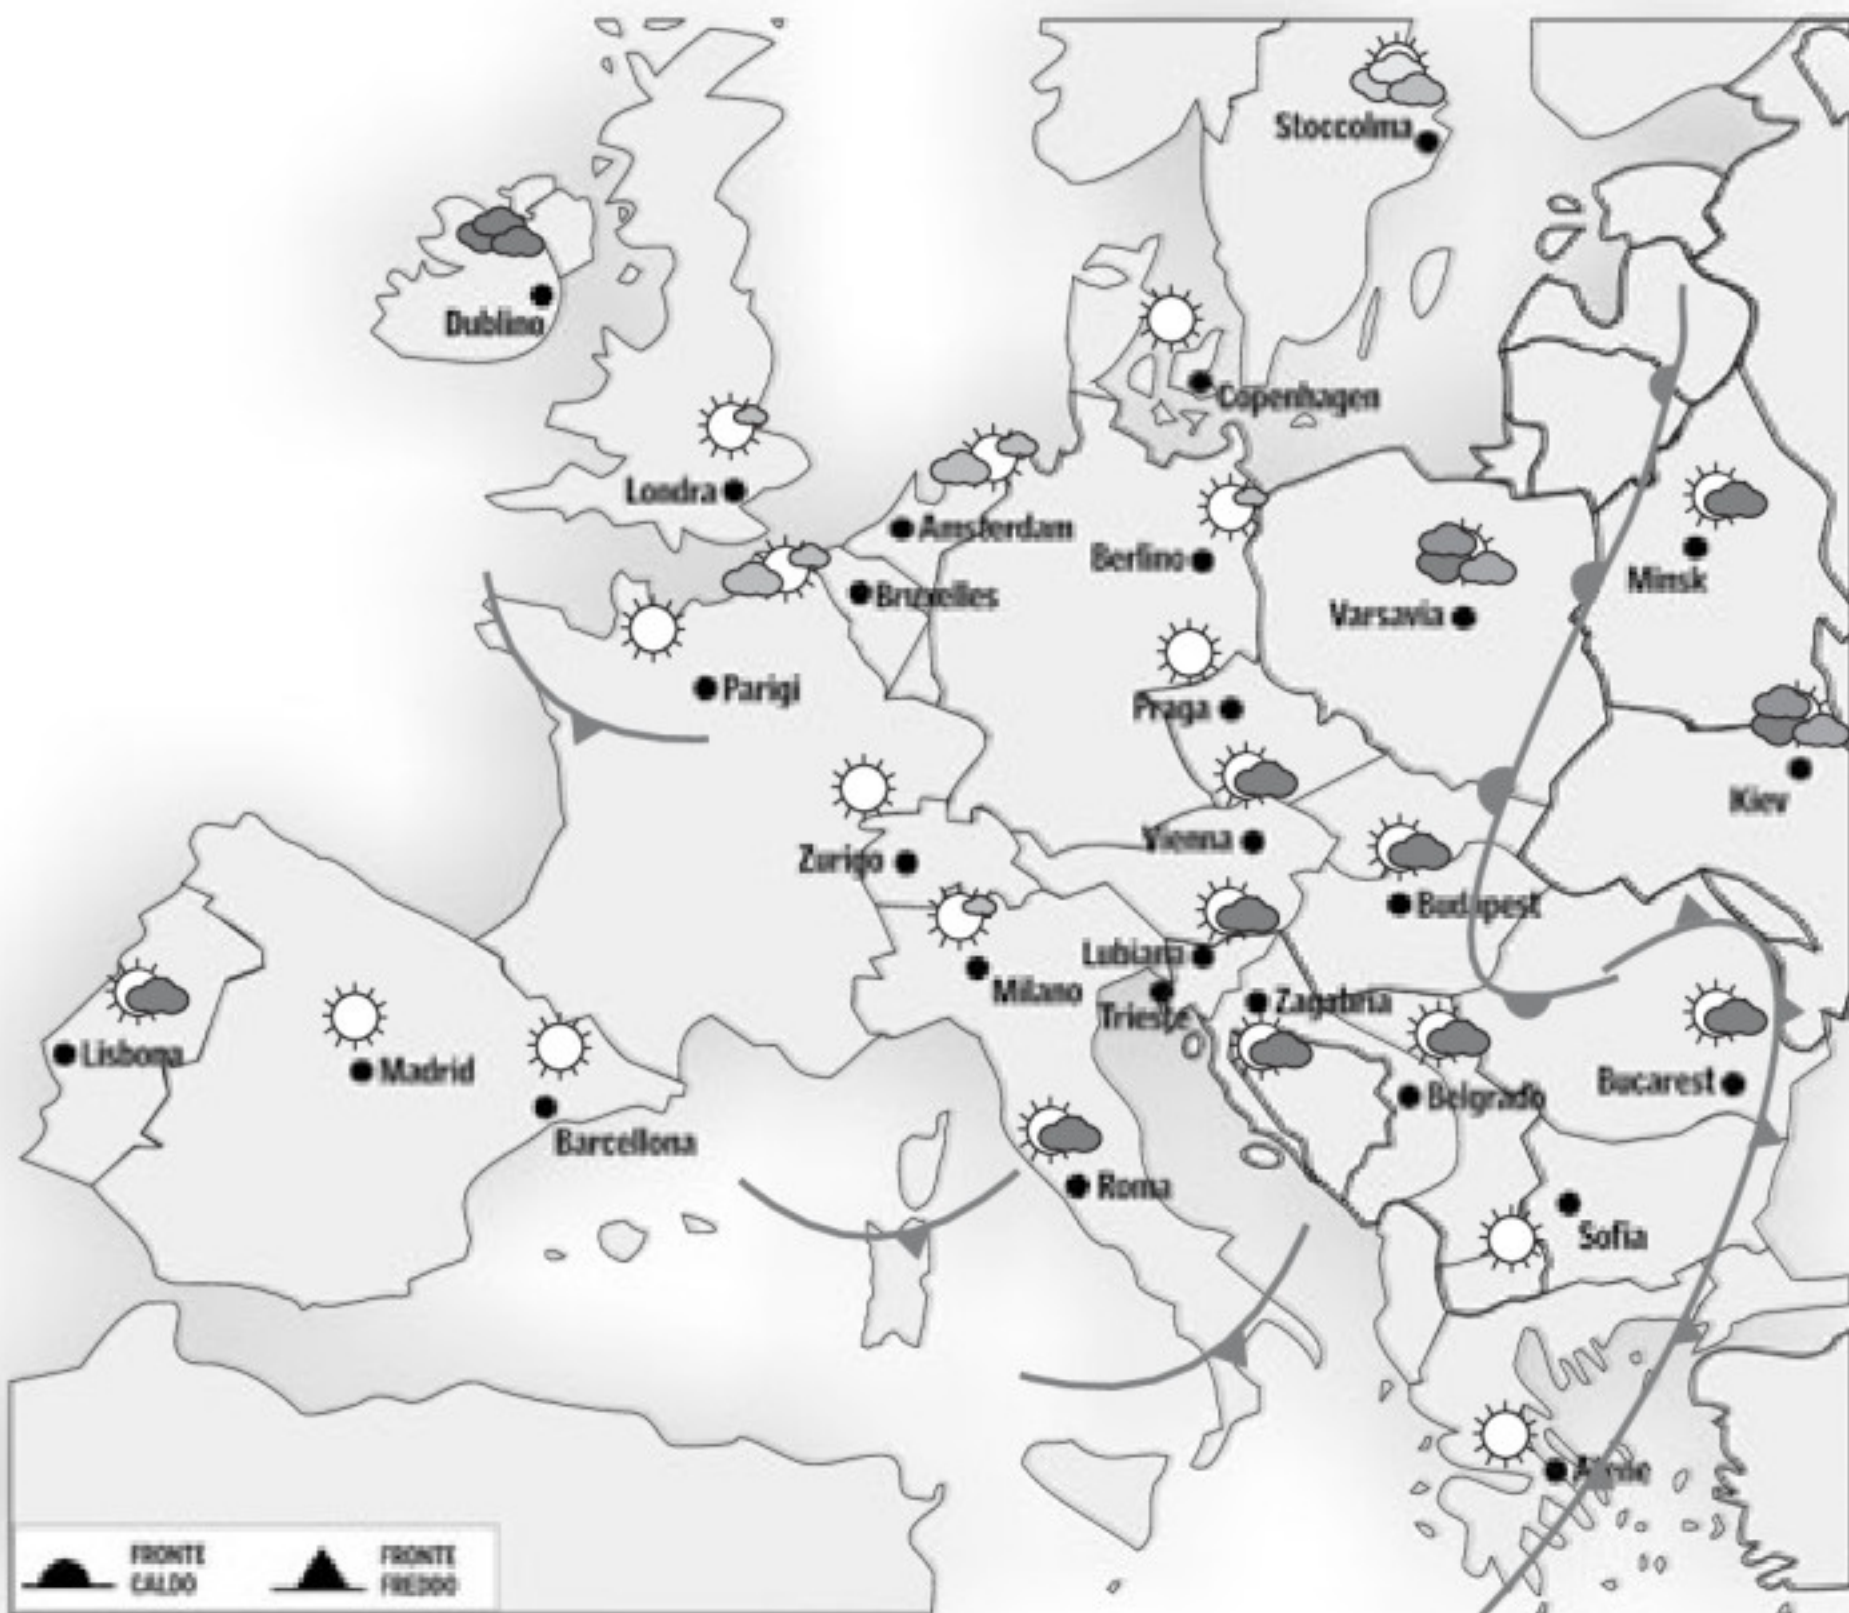 Stoccolma
Dublino
Copenhagen
Londra
Amsterdam
Berlino
Minsk
Bruxelles
Varsavia
Parigi
Praga
Kiev
Vienna
Zurigo
Budapest
Lubiana
Milano
Zagabria
Trieste
Lisbona
Madrid
Bucarest
Belgrado
Barcellona
Roma
Sofia
Atene
FRONTE
CALDO
FRONTE
FREDDO